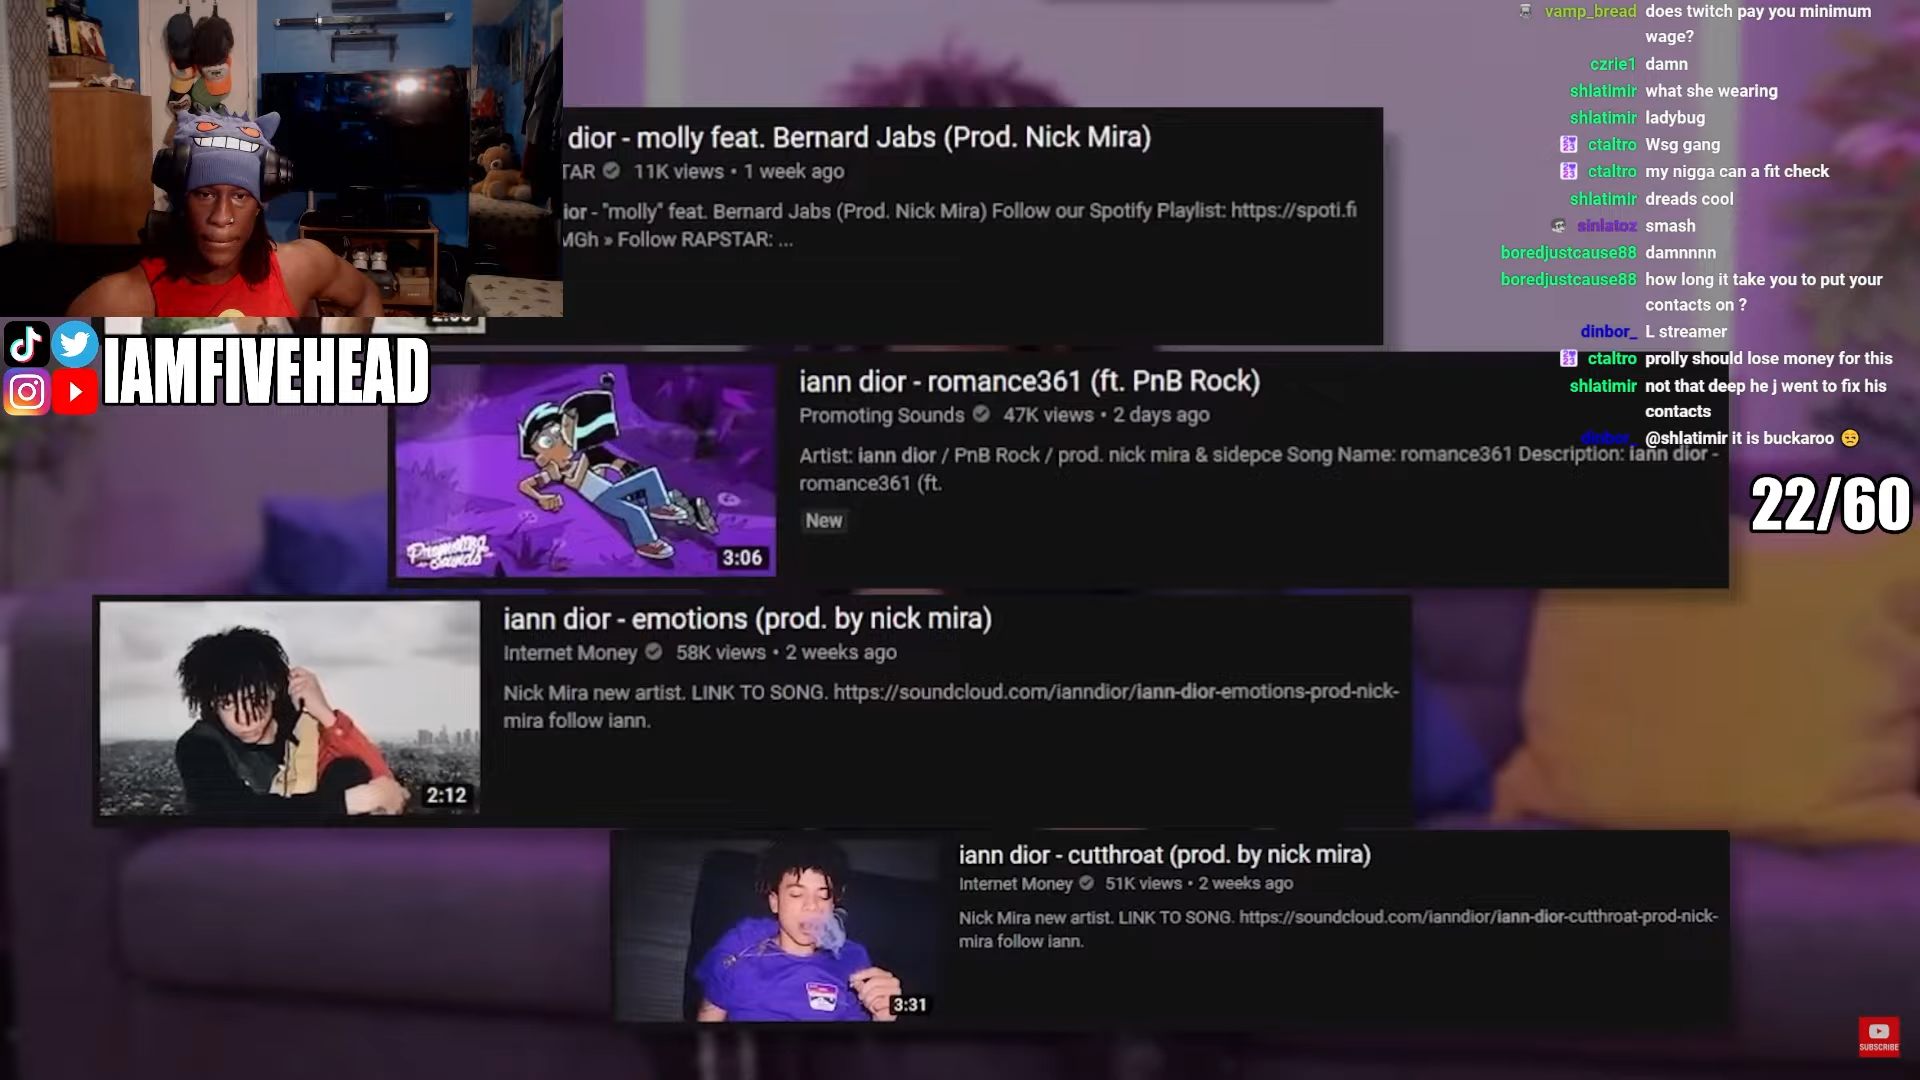 dior - molly feat. Bernard Jabs (Prod. Nick Mira)
TAR 11K views • 1 week ago
ior - "molly" feat. Bernard Jabs (Prod. Nick Mira) Follow our Spotify Playlist: https://spoti.fi
MGh » Follow RAPSTAR: ...
IAMFIVEHEAD
iann dior - romance361 (ft. PnB Rock)
Promoting Sounds 47K views • 2 days ago
Artist: iann dior / PnB Rock / prod. nick mira & sidepce Song Name: romance361 Description: iann dior -
romance361 (ft.
New
Promoting
Sounds
3:06
iann dior - emotions (prod. by nick mira)
Internet Money 58K views • 2 weeks ago
Nick Mira new artist. LINK TO SONG. https://soundcloud.com/ianndior/iann-dior-emotions-prod-nick-
mira follow iann.
2:12
iann dior - cutthroat (prod. by nick mira)
Internet Money 51K views • 2 weeks ago
Nick Mira new artist. LINK TO SONG. https://soundcloud.com/ianndior/iann-dior-cutthroat-prod-nick-
mira follow iann.
3:31
vamp_bread does twitch pay you minimum
wage?
czrle1 damn
shlatimir what she wearing
shlatimir ladybug
ctaltro Wsg gang
ctaltro my nigga can a fit check
shlatimir dreads cool
sinlatoz smash
boredjustcause88 damnnnn
boredjustcause88 how long it take you to put your
contacts on ?
dinbor_ L streamer
ctaltro prolly should lose money for this
shlatimir not that deep he j went to fix his
contacts
dinbor_ @shlatimir it is buckaroo
22/60
SUBSCRIBE